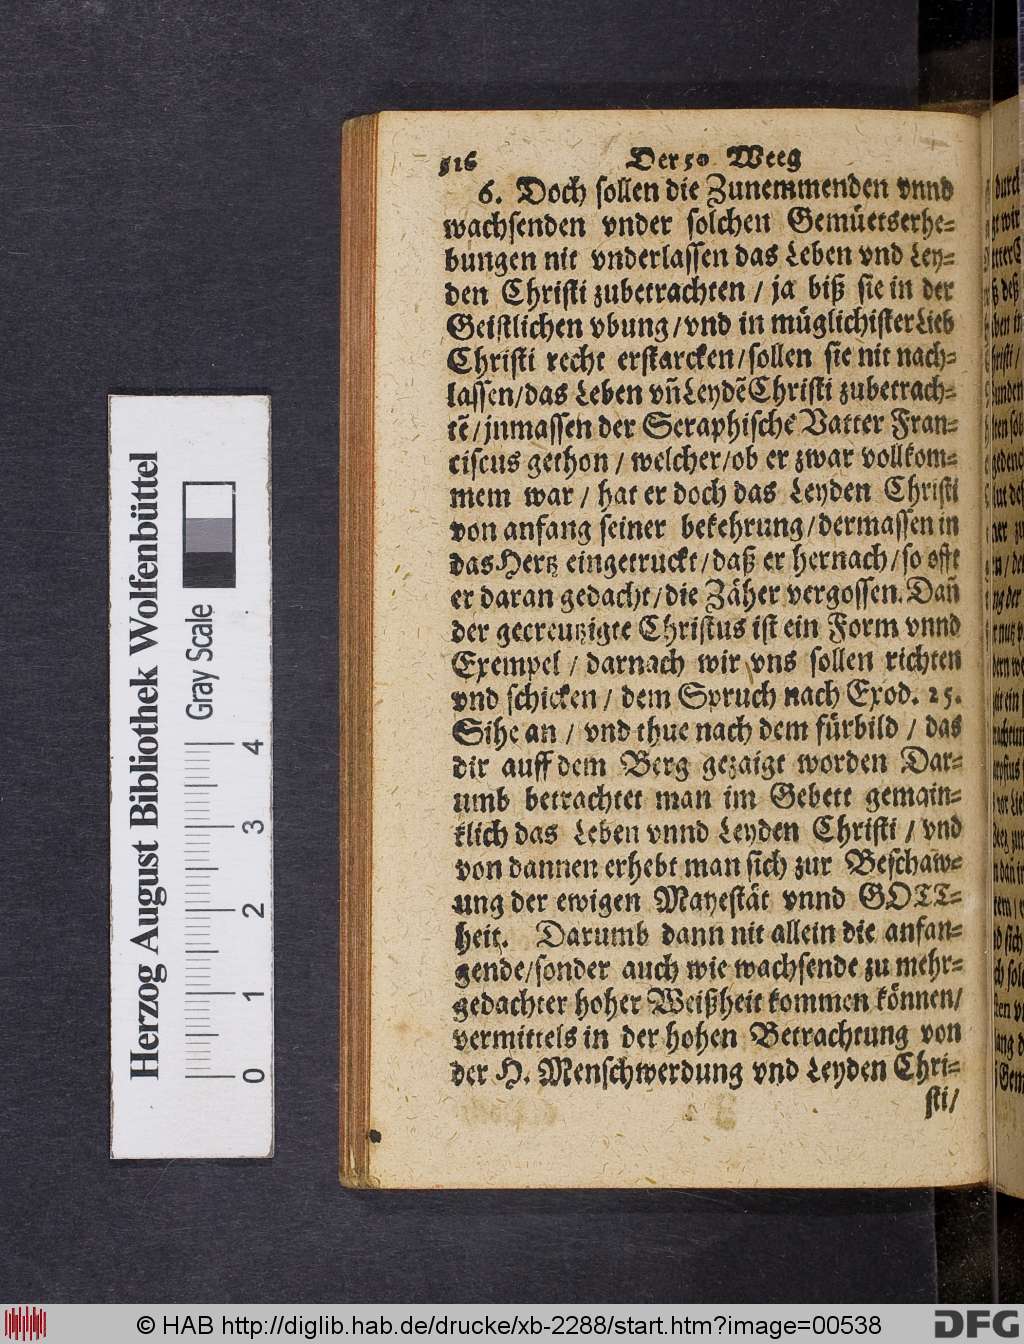 516 Der 50 Weeg
6. Doch sollen die Zunemmenden vnnd
wachsenden vnder solchen Gemüetserhe-
bungen nit vnderlassen das Leben vnd Ley-
den Christi zubetrachten / ja biß sie in der
Geistlichen vbung / vnd in müglichister Lieb
Christi recht erstarcken / sollen sie nit nach-
lassen / das Leben vñ Leydẽ Christi zubetrach-
tẽ / jnmassen der Seraphische Vatter Fran-
ciscus gethon / welcher / ob er zwar vollkom-
mem war / hat er doch das Leyden Christi
von anfang seiner bekehrung / dermassen in
das Hertz eingetruckt / daß er hernach / so offt
er daran gedacht / die Zäher vergossen. Dañ
der gecreutzigte Christus ist ein Form vnnd
Exempel / darnach wir vns sollen richten
vnd schicken / dem Spruch nach Exod. 25.
Sihe an / vnd thue nach dem fürbild / das
dir auff dem Berg gezaigt worden Dar-
umb betrachtet man im Gebett gemain-
klich das Leben vnnd Leyden Christi / vnd
von dannen erhebt man sich zur Beschaw-
ung der ewigen Mayestät vnnd GOTT-
heit. Darumb dann nit allein die anfan-
gende / sonder auch wie wachsende zu mehr-
gedachter hoher Weißheit kommen können /
vermittels in der hohen Betrachtung von
der H. Menschwerdung vnd Leyden Chri-
sti /
Herzog August Bibliothek Wolfenbüttel
Gray Scale
0 1 2 3 4
© HAB http://diglib.hab.de/drucke/xb-2288/start.htm?image=00538
DFG